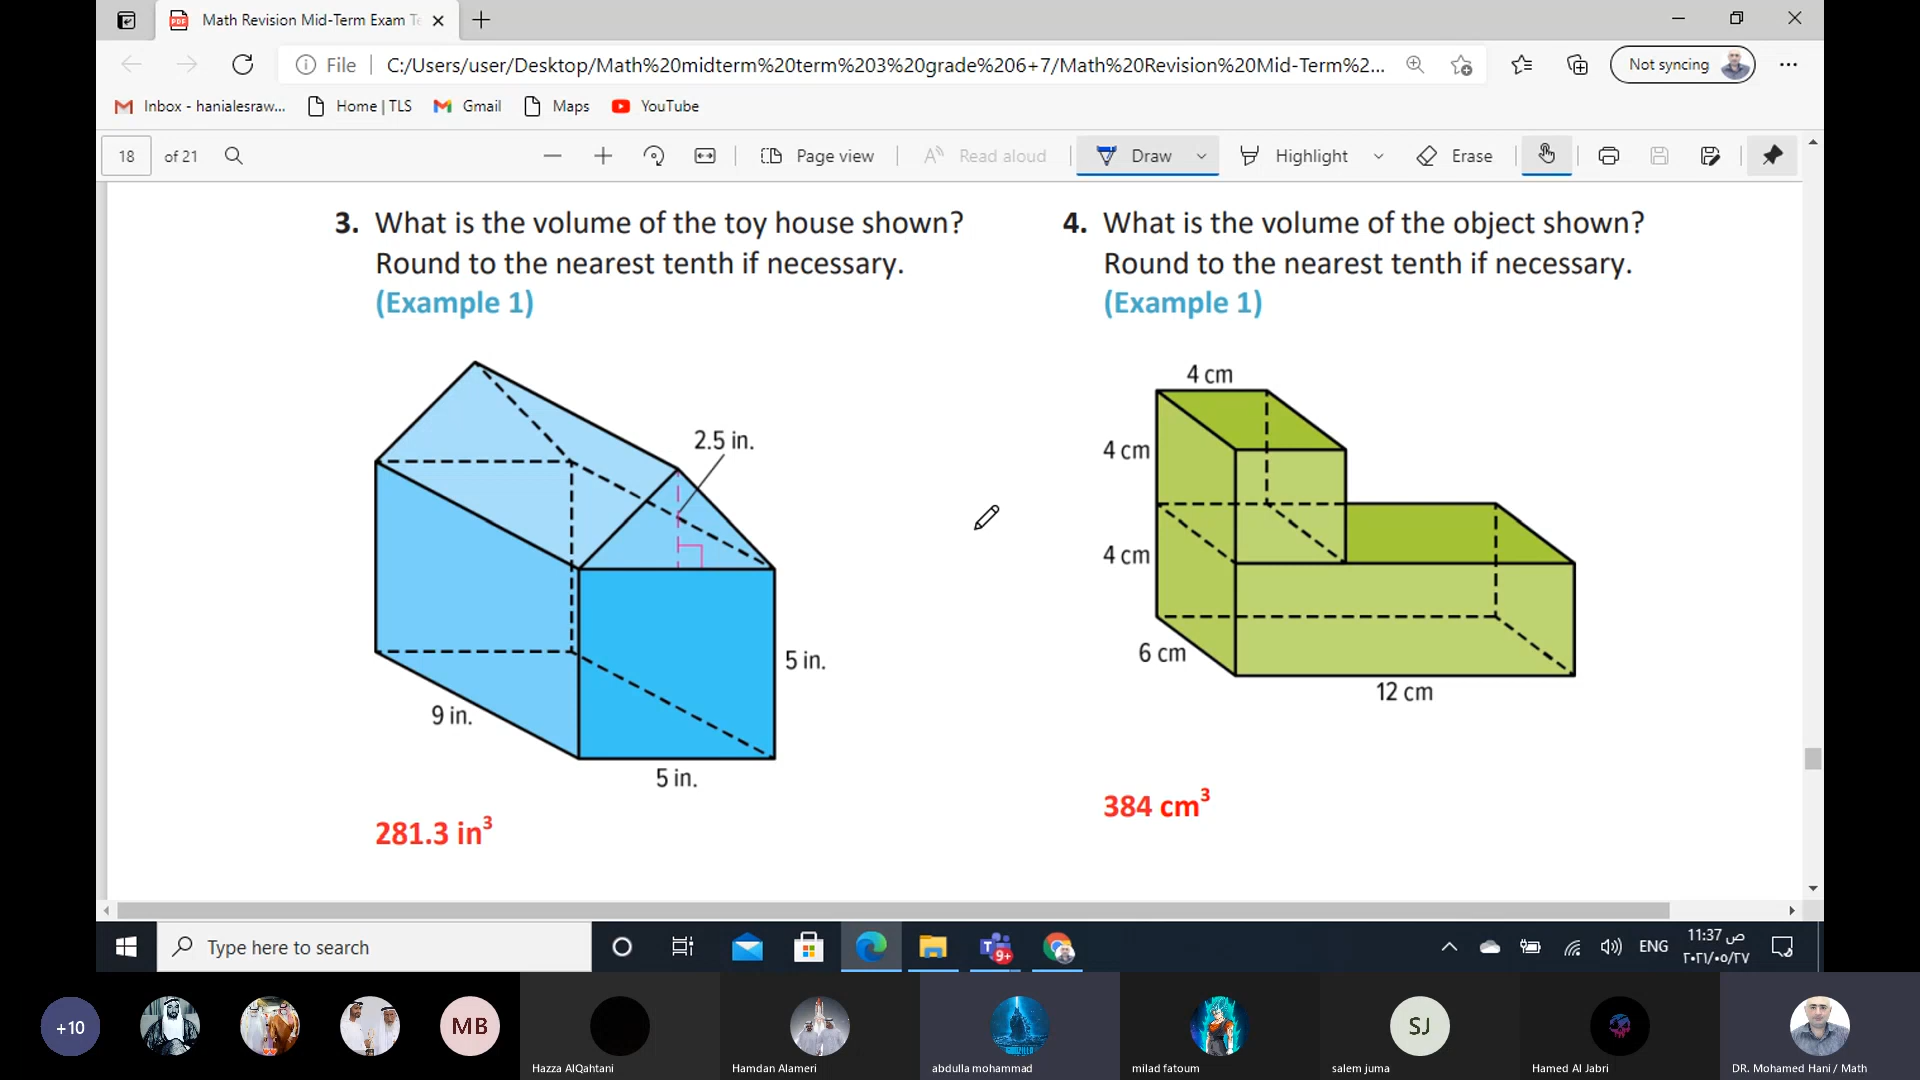 Math Revision Mid-Term Exam Te
File
C:/Users/user/Desktop/Math%20midterm%20term%203%20grade%206+7/Math%20Revision%20Mid-Term%2...
Not syncing
Inbox - hanialesraw...
Home | TLS
Gmail
Maps
YouTube
18 of 21
Page view
Read aloud
Draw
Highlight
Erase
3. What is the volume of the toy house shown?
Round to the nearest tenth if necessary.
(Example 1)
2.5 in.
5 in.
9 in.
5 in.
281.3 in³
4. What is the volume of the object shown?
Round to the nearest tenth if necessary.
(Example 1)
4 cm
4 cm
4 cm
6 cm
12 cm
384 cm³
Type here to search
9+
ENG
11:37 ص
٢٠٢١/٠٥/٢٧
+10
MB
SJ
Hazza AlQahtani
Hamdan Alameri
abdulla mohammad
milad fatoum
salem juma
Hamed Al Jabri
DR. Mohamed Hani / Math